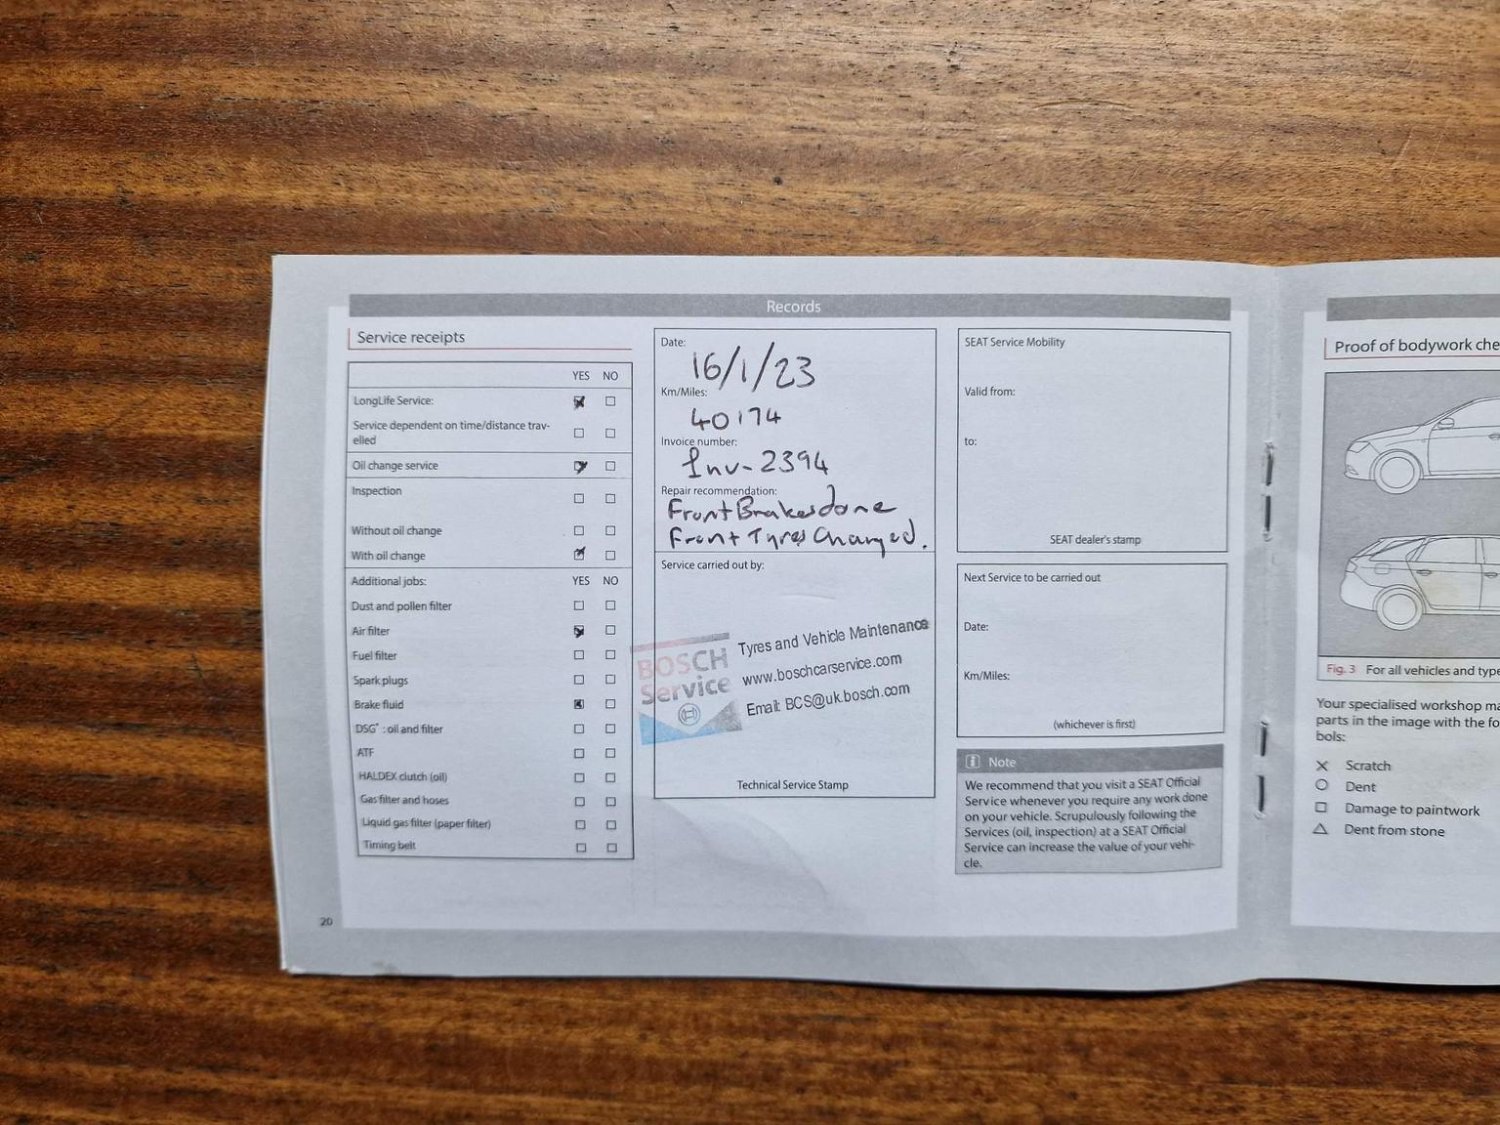 Records
Service receipts
YES NO
LongLife Service:
Service dependent on time/distance trav-
elled
Oil change service
Inspection
Without oil change
With oil change
Additional jobs: YES NO
Dust and pollen filter
Air filter
Fuel filter
Spark plugs
Brake fluid
DSG®: oil and filter
ATF
HALDEX clutch (oil)
Gas filter and hoses
Liquid gas filter (paper filter)
Timing belt
20
Date:
16/1/23
Km/Miles:
40174
Invoice number:
Inv-2394
Repair recommendation:
Front Brakes done
Front Tyres Changed.
Service carried out by:
BOSCH
Service
Tyres and Vehicle Maintenance
www.boschcarservice.com
Email: BCS@uk.bosch.com
Technical Service Stamp
SEAT Service Mobility
Valid from:
to:
SEAT dealer's stamp
Next Service to be carried out
Date:
Km/Miles:
(whichever is first)
i Note
We recommend that you visit a SEAT Official
Service whenever you require any work done
on your vehicle. Scrupulously following the
Services (oil, inspection) at a SEAT Official
Service can increase the value of your vehi-
cle.
Proof of bodywork che
Fig. 3 For all vehicles and type
Your specialised workshop ma
parts in the image with the fo
bols:
Scratch
Dent
Damage to paintwork
Dent from stone